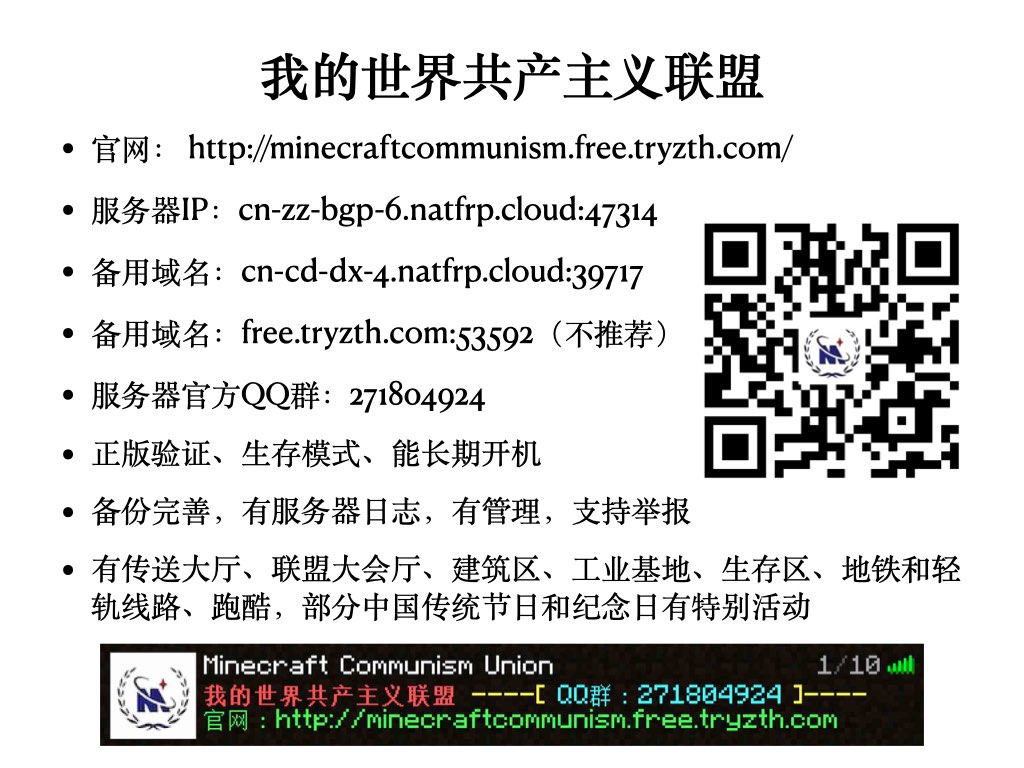 我的世界共产主义联盟
• 官网： http://minecraftcommunism.free.tryzth.com/
• 服务器IP：cn-zz-bgp-6.natfrp.cloud:47314
• 备用域名：cn-cd-dx-4.natfrp.cloud:39717
• 备用域名：free.tryzth.com:53592（不推荐）
• 服务器官方QQ群：271804924
• 正版验证、生存模式、能长期开机
• 备份完善，有服务器日志，有管理，支持举报
• 有传送大厅、联盟大会厅、建筑区、工业基地、生存区、地铁和轻
轨线路、跑酷，部分中国传统节日和纪念日有特别活动
Minecraft Communism Union 1/10
我的世界共产主义联盟 ----[ QQ群：271804924 ]----
官网：http://minecraftcommunism.free.tryzth.com